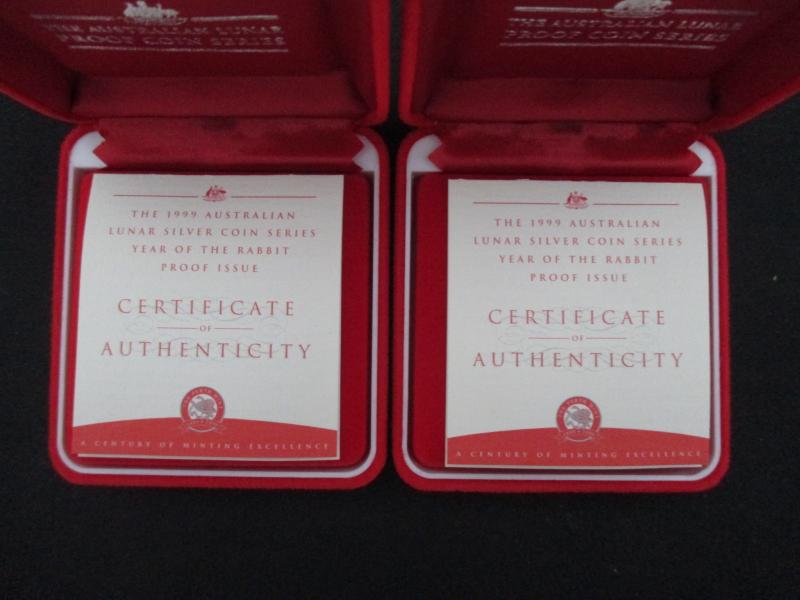 THE AUSTRALIAN LUNAR
PROOF COIN SERIES
THE AUSTRALIAN LUNAR
PROOF COIN SERIES
THE 1999 AUSTRALIAN
LUNAR SILVER COIN SERIES
YEAR OF THE RABBIT
PROOF ISSUE
CERTIFICATE
OF
AUTHENTICITY
A CENTURY OF MINTING EXCELLENCE
THE 1999 AUSTRALIAN
LUNAR SILVER COIN SERIES
YEAR OF THE RABBIT
PROOF ISSUE
CERTIFICATE
OF
AUTHENTICITY
A CENTURY OF MINTING EXCELLENCE